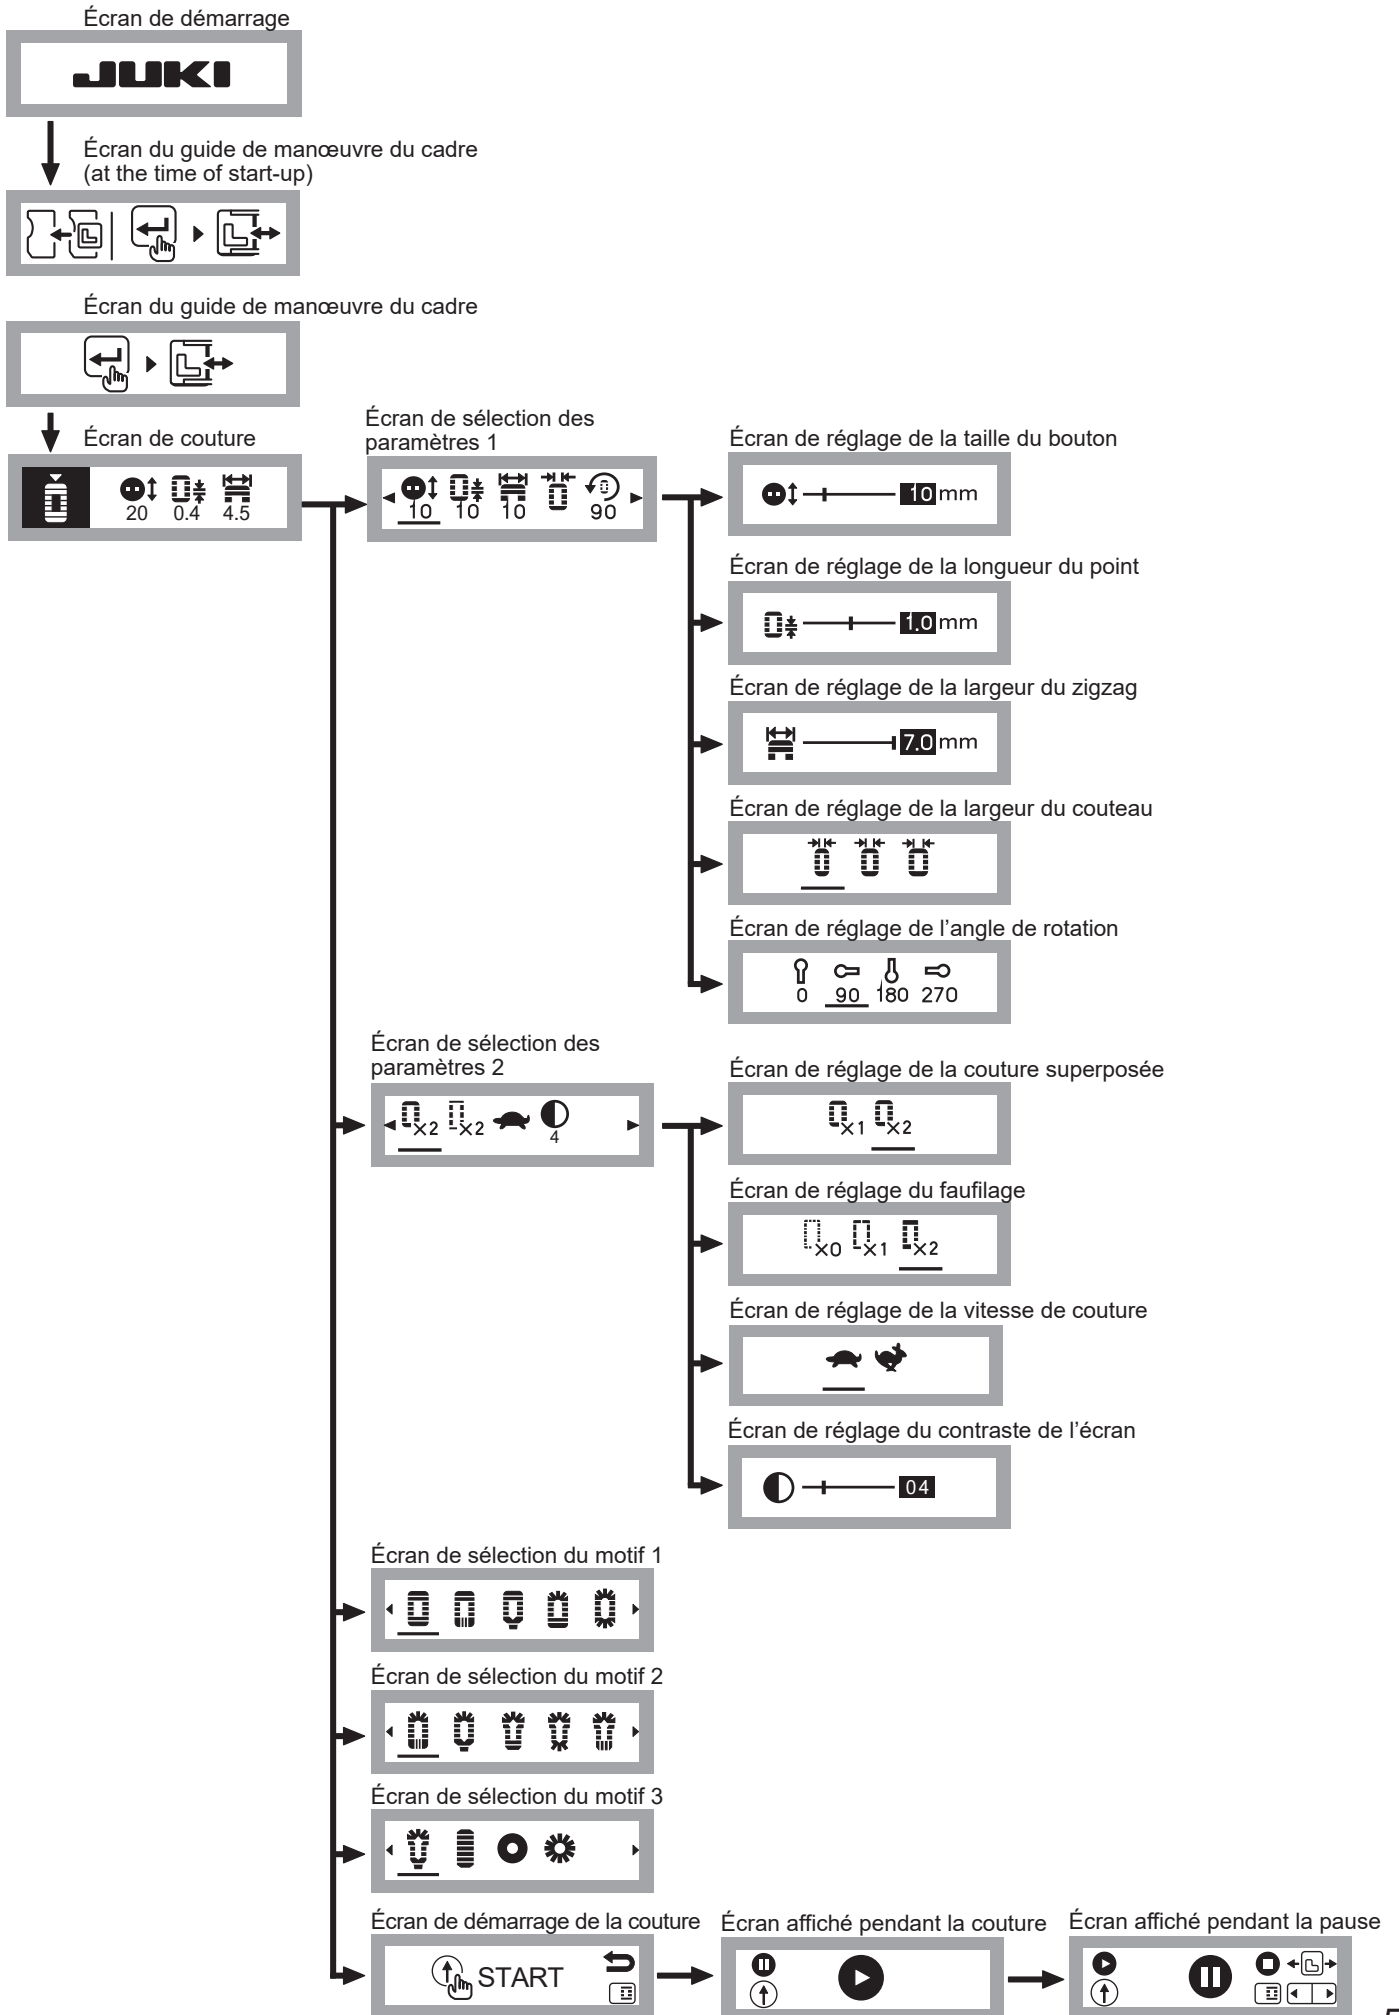 Écran de démarrage
JUKI
Écran du guide de manœuvre du cadre
(at the time of start-up)
Écran du guide de manœuvre du cadre
Écran de couture
20 0.4 4.5
Écran de sélection des
paramètres 1
10 10 10 90
Écran de réglage de la taille du bouton
10 mm
Écran de réglage de la longueur du point
1.0 mm
Écran de réglage de la largeur du zigzag
7.0 mm
Écran de réglage de la largeur du couteau
Écran de réglage de l’angle de rotation
0 90 180 270
Écran de sélection des
paramètres 2
×2 ×2 4
Écran de réglage de la couture superposée
×1 ×2
Écran de réglage du faufilage
×0 ×1 ×2
Écran de réglage de la vitesse de couture
Écran de réglage du contraste de l’écran
04
Écran de sélection du motif 1
Écran de sélection du motif 2
Écran de sélection du motif 3
Écran de démarrage de la couture
START
Écran affiché pendant la couture
Écran affiché pendant la pause